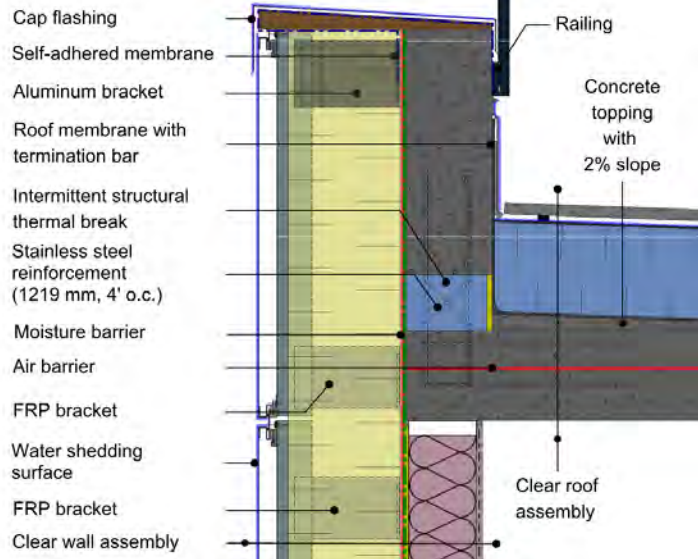 Cap flashing
Self-adhered membrane
Aluminum bracket
Roof membrane with
termination bar
Intermittent structural
thermal break
Stainless steel
reinforcement
(1219 mm, 4' o.c.)
Moisture barrier
Air barrier
FRP bracket
Water shedding
surface
FRP bracket
Clear wall assembly
Railing
Concrete
topping
with
2% slope
Clear roof
assembly